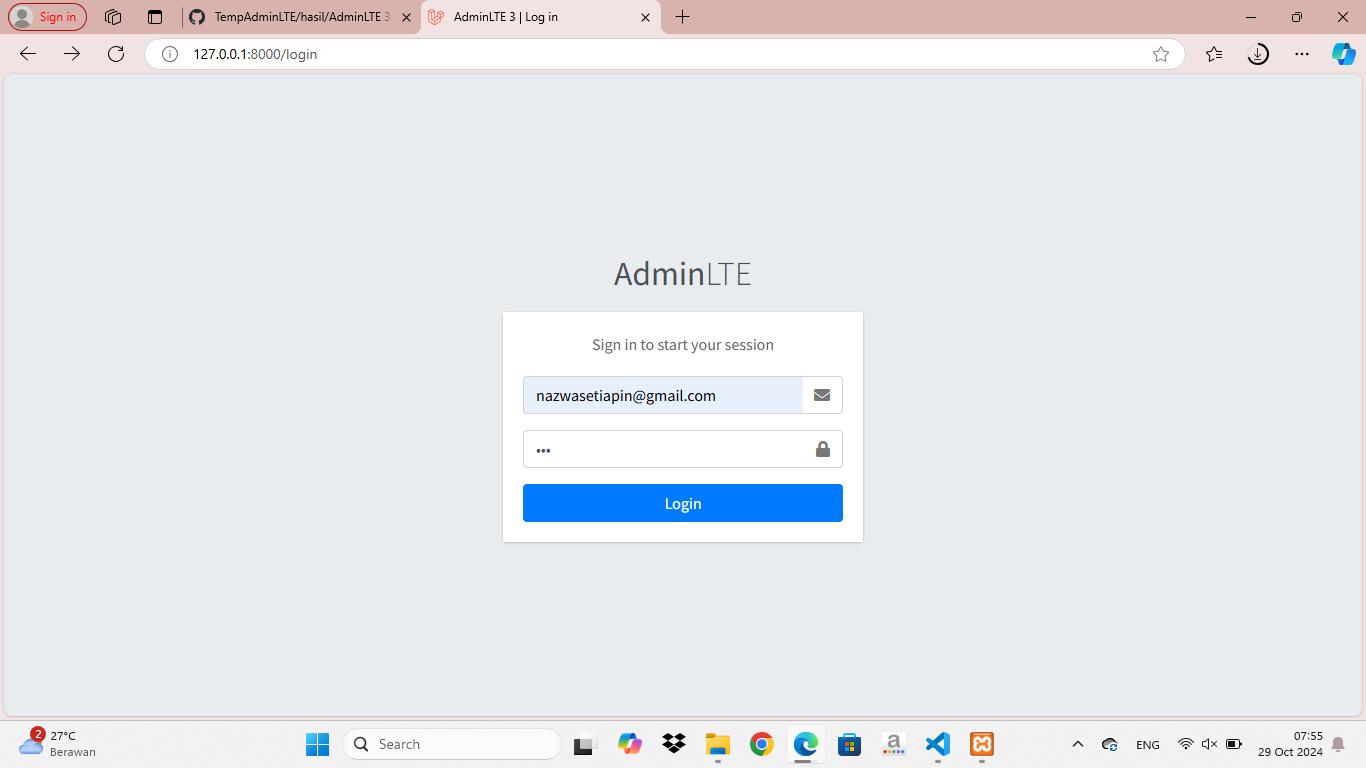 Sign in
TempAdminLTE/hasil/AdminLTE 3
AdminLTE 3 | Log in
127.0.0.1:8000/login
AdminLTE
Sign in to start your session
nazwasetiapin@gmail.com
•••
Login
2
27°C
Berawan
Search
a
ENG
07:55
29 Oct 2024